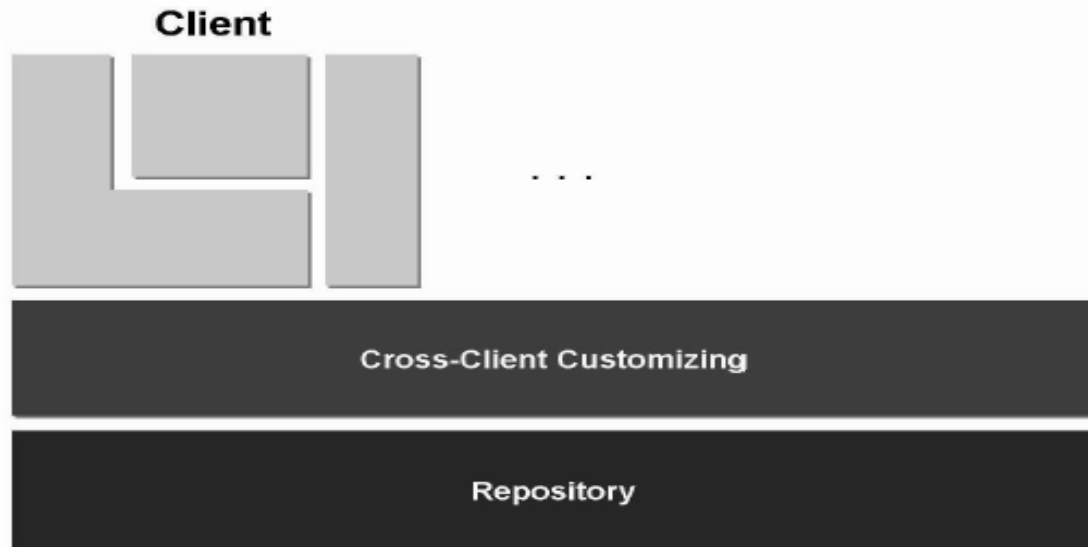 Client
. . .
Cross-Client Customizing
Repository